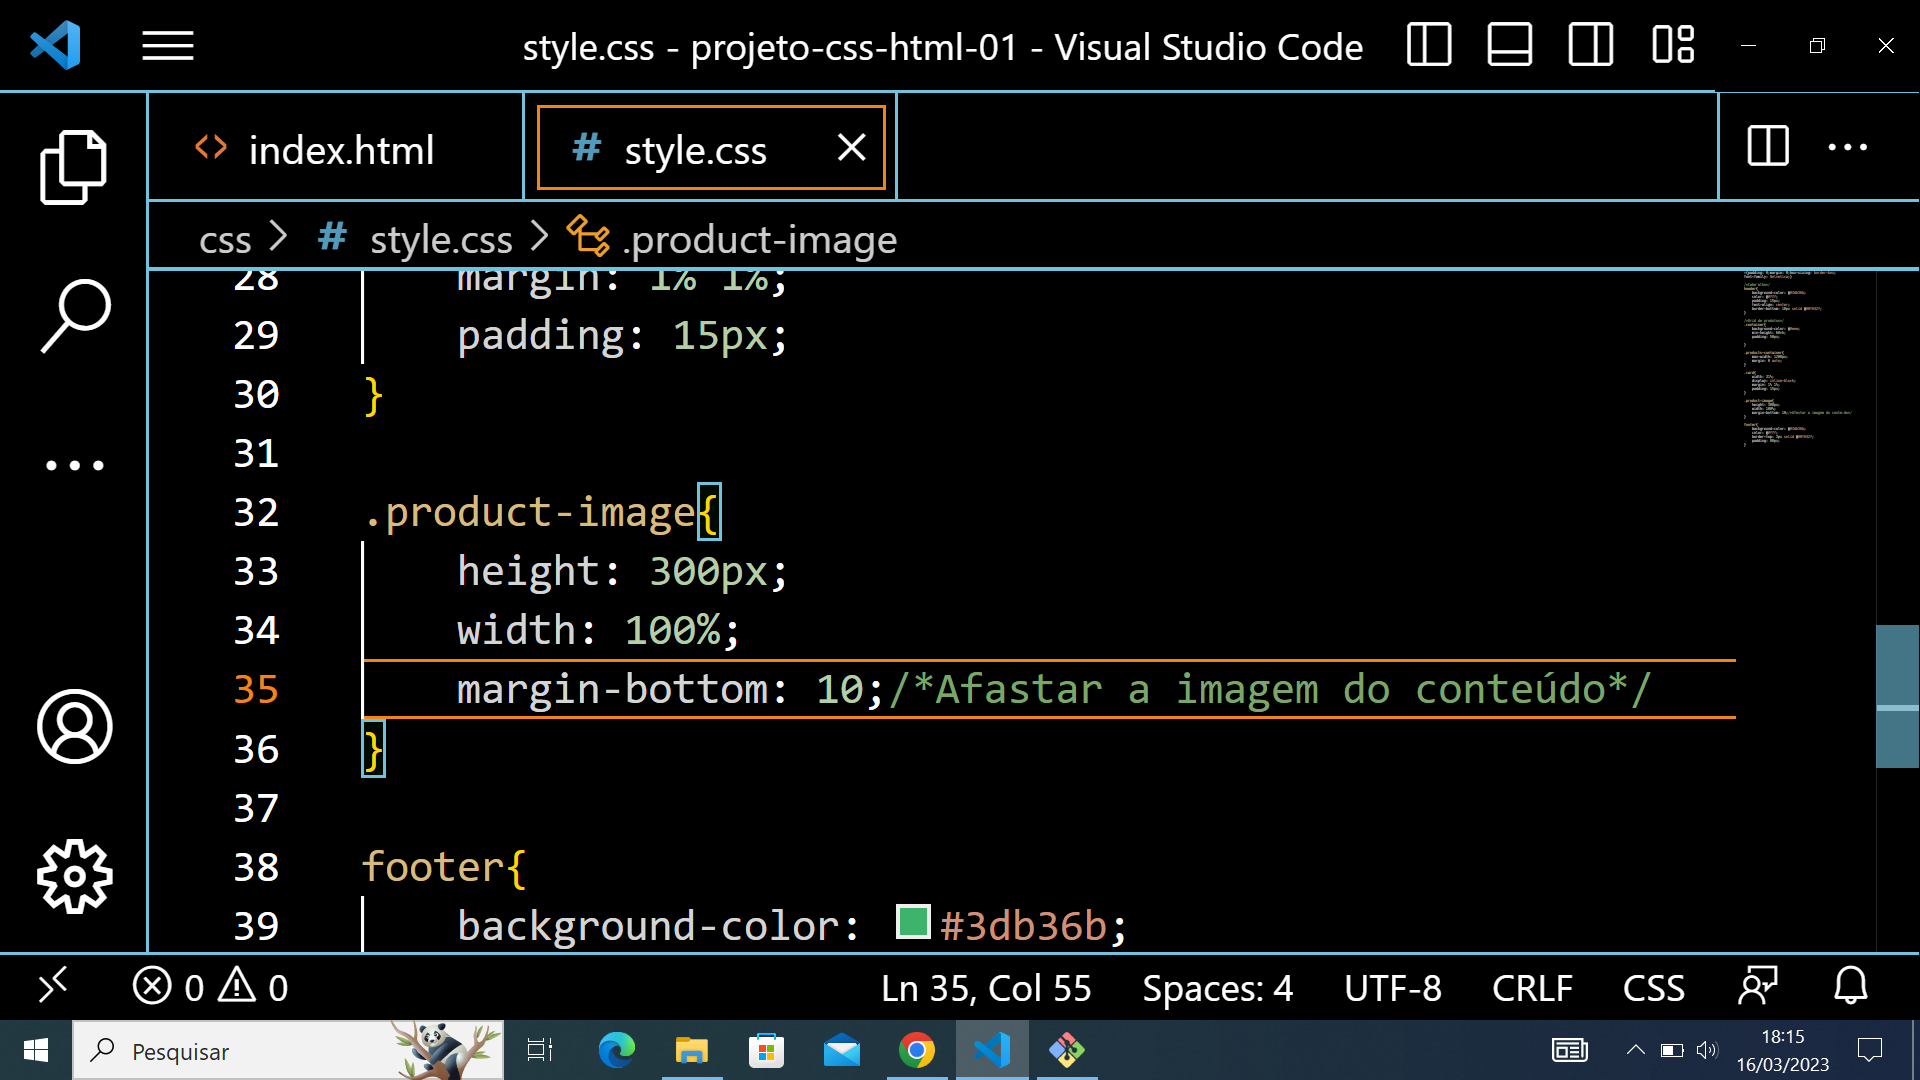 style.css - projeto-css-html-01 - Visual Studio Code
index.html
# style.css
css > # style.css > .product-image
28 margin: 1% 1%;
29 padding: 15px;
30 }
31
32 .product-image{
33 height: 300px;
34 width: 100%;
35 margin-bottom: 10;/*Afastar a imagem do conteúdo*/
36 }
37
38 footer{
39 background-color: #3db36b;
0 0 Ln 35, Col 55 Spaces: 4 UTF-8 CRLF CSS
Pesquisar
18:15
16/03/2023